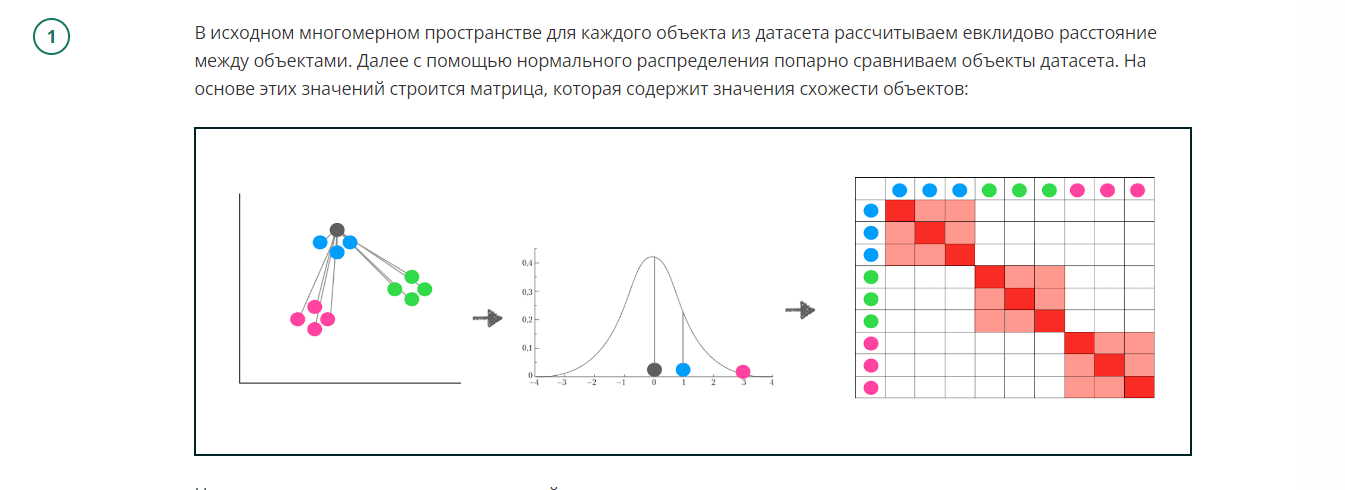 1
В исходном многомерном пространстве для каждого объекта из датасета рассчитываем евклидово расстояние
между объектами. Далее с помощью нормального распределения попарно сравниваем объекты датасета. На
основе этих значений строится матрица, которая содержит значения схожести объектов:
0.4
0.3
0.2
0.1
0
−4 −3 −2 −1 0 1 2 3 4